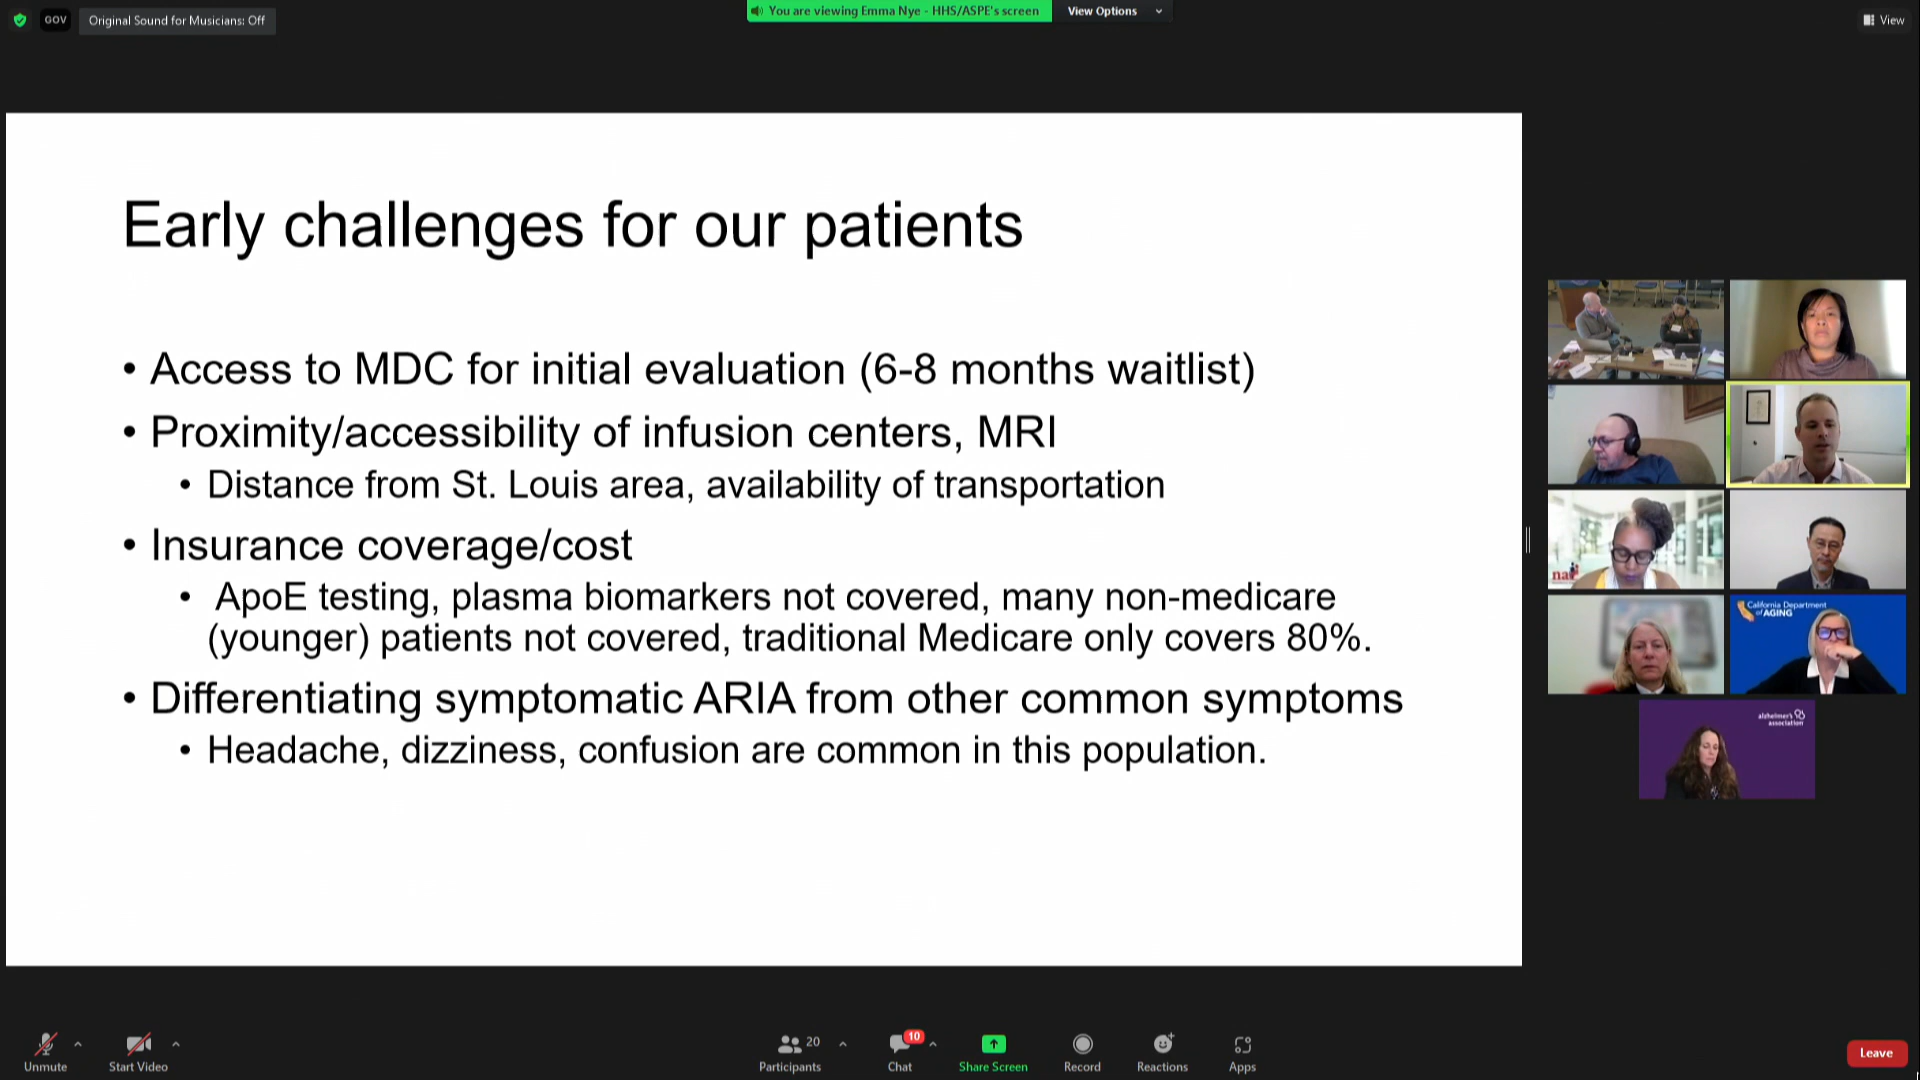 GOV
Original Sound for Musicians: Off
You are viewing Emma Nye - HHS/ASPE's screen
View Options
View
Early challenges for our patients
• Access to MDC for initial evaluation (6-8 months waitlist)
• Proximity/accessibility of infusion centers, MRI
• Distance from St. Louis area, availability of transportation
• Insurance coverage/cost
• ApoE testing, plasma biomarkers not covered, many non-medicare
(younger) patients not covered, traditional Medicare only covers 80%.
• Differentiating symptomatic ARIA from other common symptoms
• Headache, dizziness, confusion are common in this population.
California Department
of AGING
alzheimer's
association
Unmute
Start Video
20
Participants
10
Chat
Share Screen
Record
Reactions
Apps
Leave